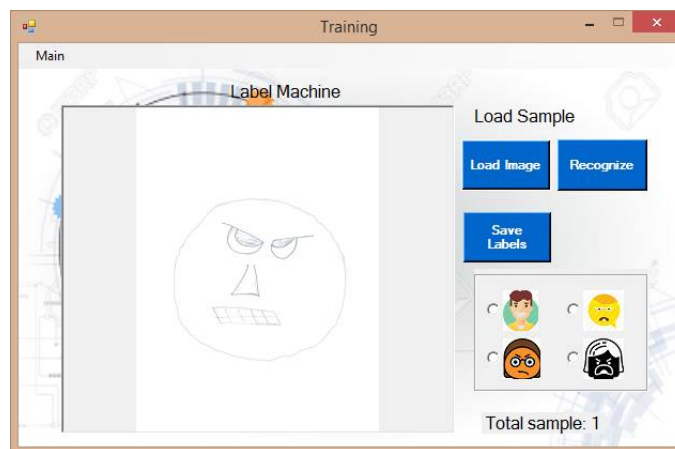 Training
Main
Label Machine
Load Sample
Load Image
Recognize
Save
Labels
Total sample: 1